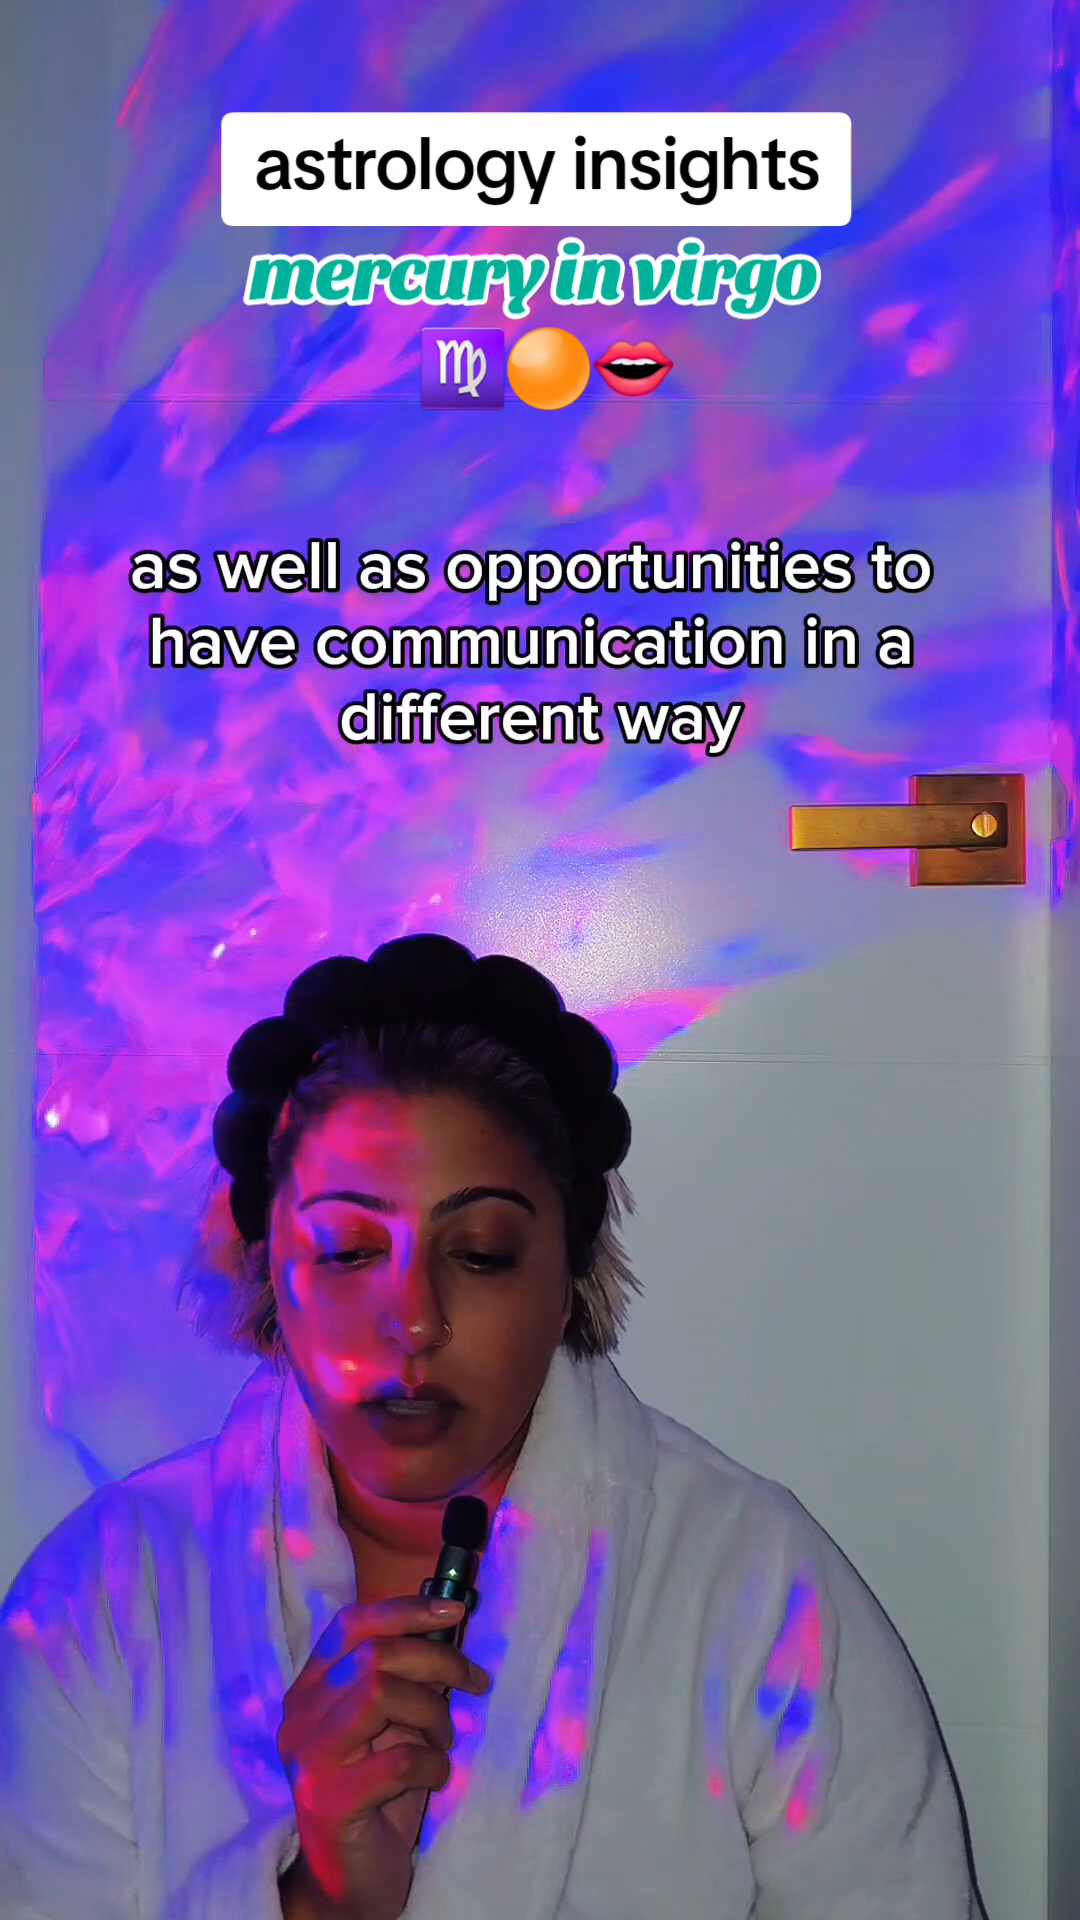 astrology insights
mercury in virgo
♍🟠👄
as well as opportunities to
have communication in a
different way